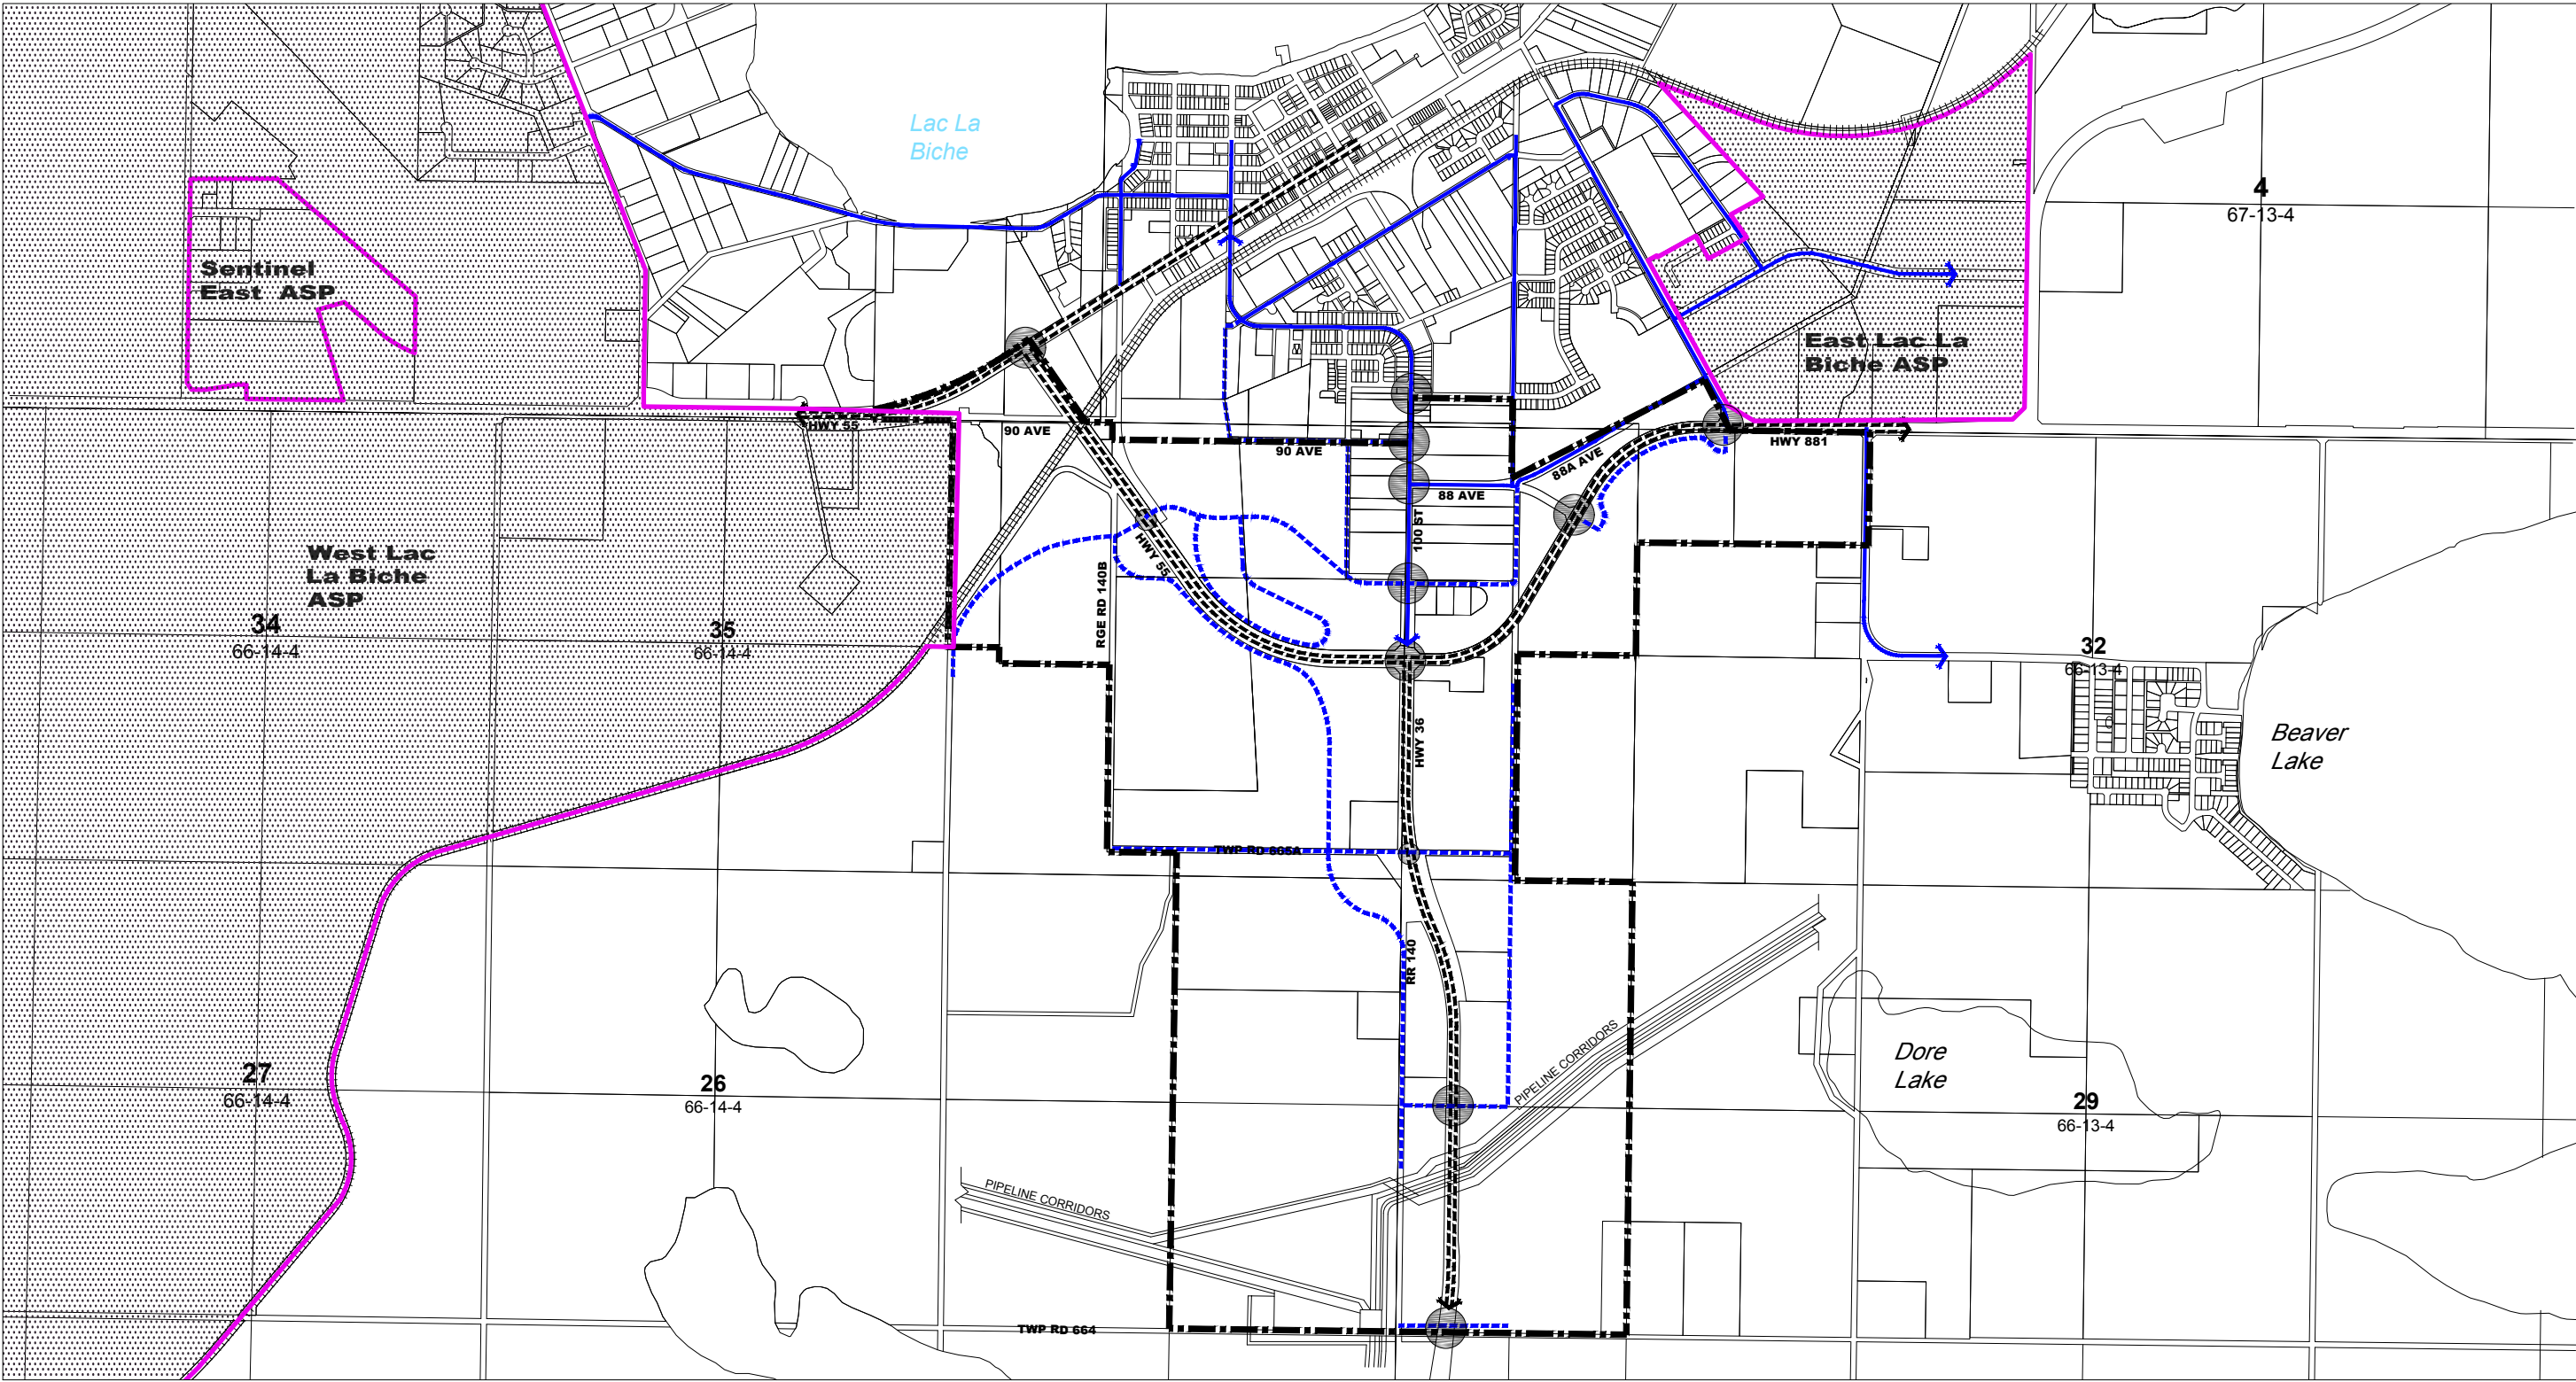 Lac La
Biche
4
67-13-4
Sentinel
East ASP
East Lac La
Biche ASP
HWY 55
90 AVE
90 AVE
HWY 881
88A AVE
88 AVE
100 ST
HWY 55
West Lac
La Biche
ASP
RGE RD 140B
34
66-14-4
35
66-14-4
32
66-13-4
HWY 36
Beaver
Lake
TWP RD 665A
RR 140
PIPELINE CORRIDORS
Dore
Lake
27
66-14-4
26
66-14-4
29
66-13-4
PIPELINE CORRIDORS
TWP RD 664